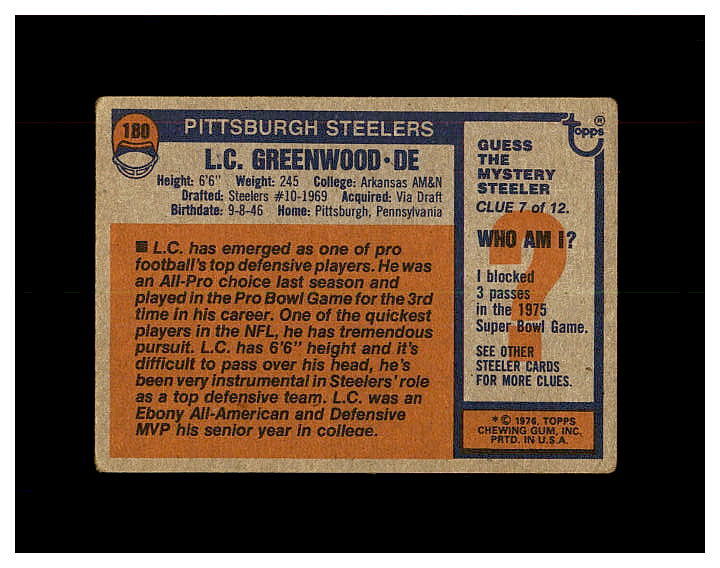 180
PITTSBURGH STEELERS
L.C. GREENWOOD • DE
Height: 6'6" Weight: 245 College: Arkansas AM&N
Drafted: Steelers #10-1969 Acquired: Via Draft
Birthdate: 9-8-46 Home: Pittsburgh, Pennsylvania
L.C. has emerged as one of pro
football's top defensive players. He was
an All-Pro choice last season and
played in the Pro Bowl Game for the 3rd
time in his career. One of the quickest
players in the NFL, he has tremendous
pursuit. L.C. has 6'6" height and it's
difficult to pass over his head, he's
been very instrumental in Steelers' role
as a top defensive team. L.C. was an
Ebony All-American and Defensive
MVP his senior year in college.
Topps ®
GUESS
THE
MYSTERY
STEELER
CLUE 7 of 12.
WHO AM I?
?
I blocked
3 passes
in the 1975
Super Bowl Game.
SEE OTHER
STEELER CARDS
FOR MORE CLUES.
* © 1976, TOPPS
CHEWING GUM, INC.
PRTD. IN U.S.A.